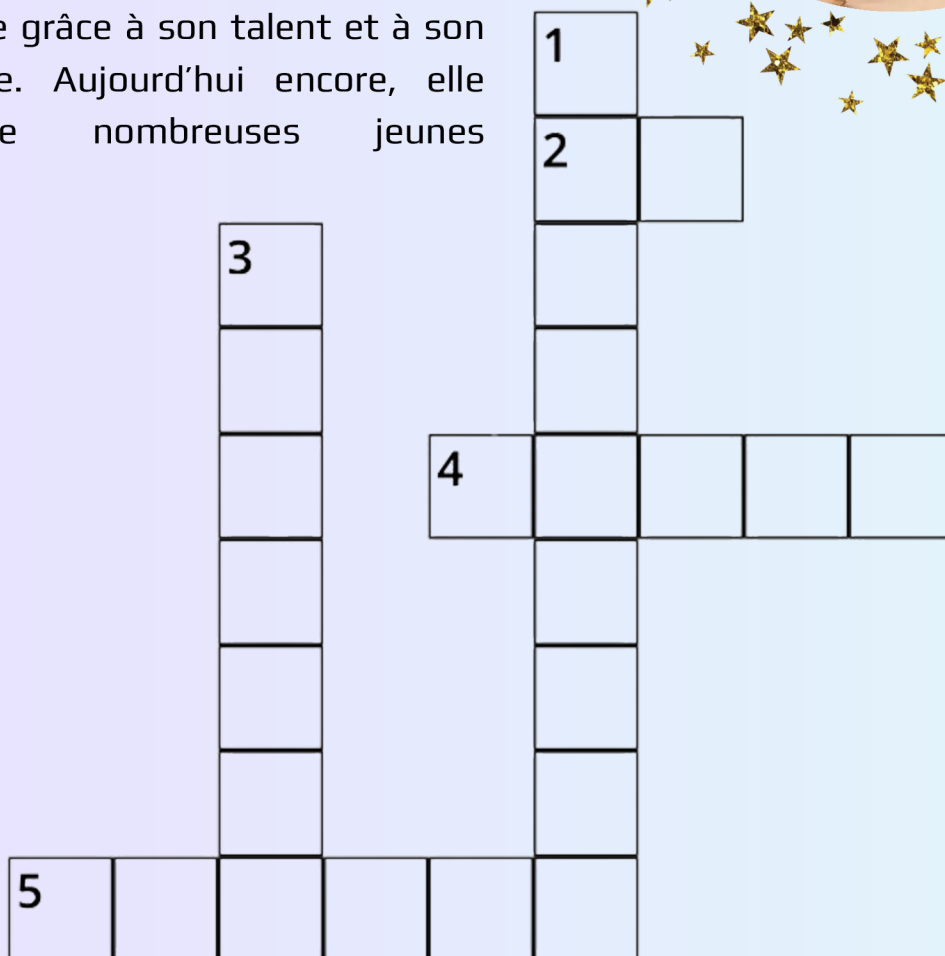 grâce à son talent et à son
Aujourd'hui encore, elle
nombreuses jeunes
1
2
3
4
5